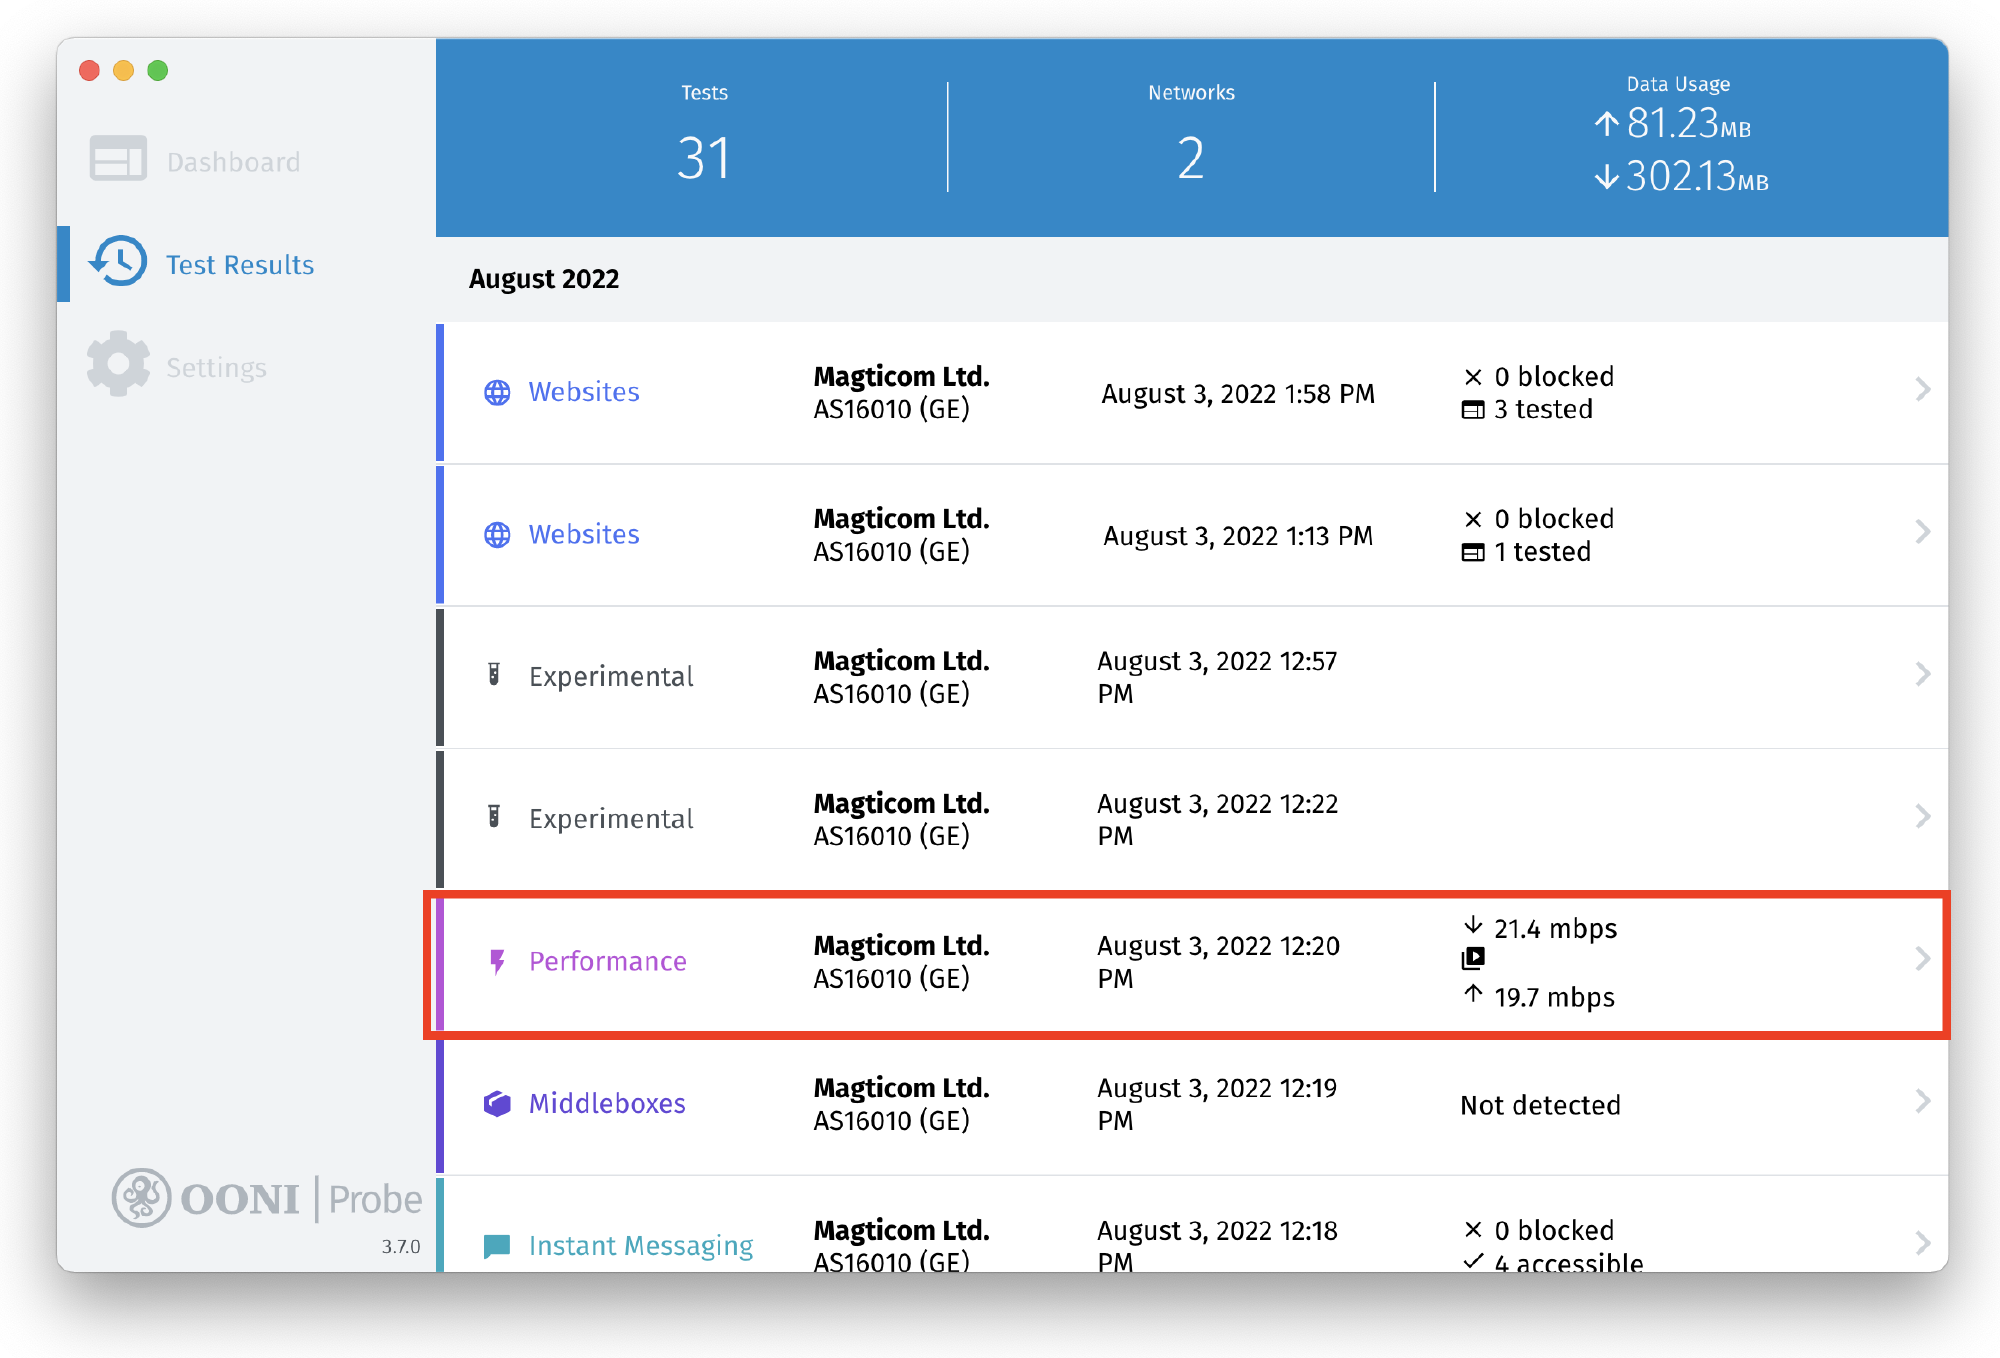 Dashboard
Test Results
Settings
OONI | Probe
3.7.0
Tests
31
Networks
2
Data Usage
81.23MB
302.13MB
August 2022
Websites
Magticom Ltd.
AS16010 (GE)
August 3, 2022 1:58 PM
0 blocked
3 tested
Websites
Magticom Ltd.
AS16010 (GE)
August 3, 2022 1:13 PM
0 blocked
1 tested
Experimental
Magticom Ltd.
AS16010 (GE)
August 3, 2022 12:57
PM
Experimental
Magticom Ltd.
AS16010 (GE)
August 3, 2022 12:22
PM
Performance
Magticom Ltd.
AS16010 (GE)
August 3, 2022 12:20
PM
21.4 mbps
19.7 mbps
Middleboxes
Magticom Ltd.
AS16010 (GE)
August 3, 2022 12:19
PM
Not detected
Instant Messaging
Magticom Ltd.
AS16010 (GE)
August 3, 2022 12:18
PM
0 blocked
4 accessible